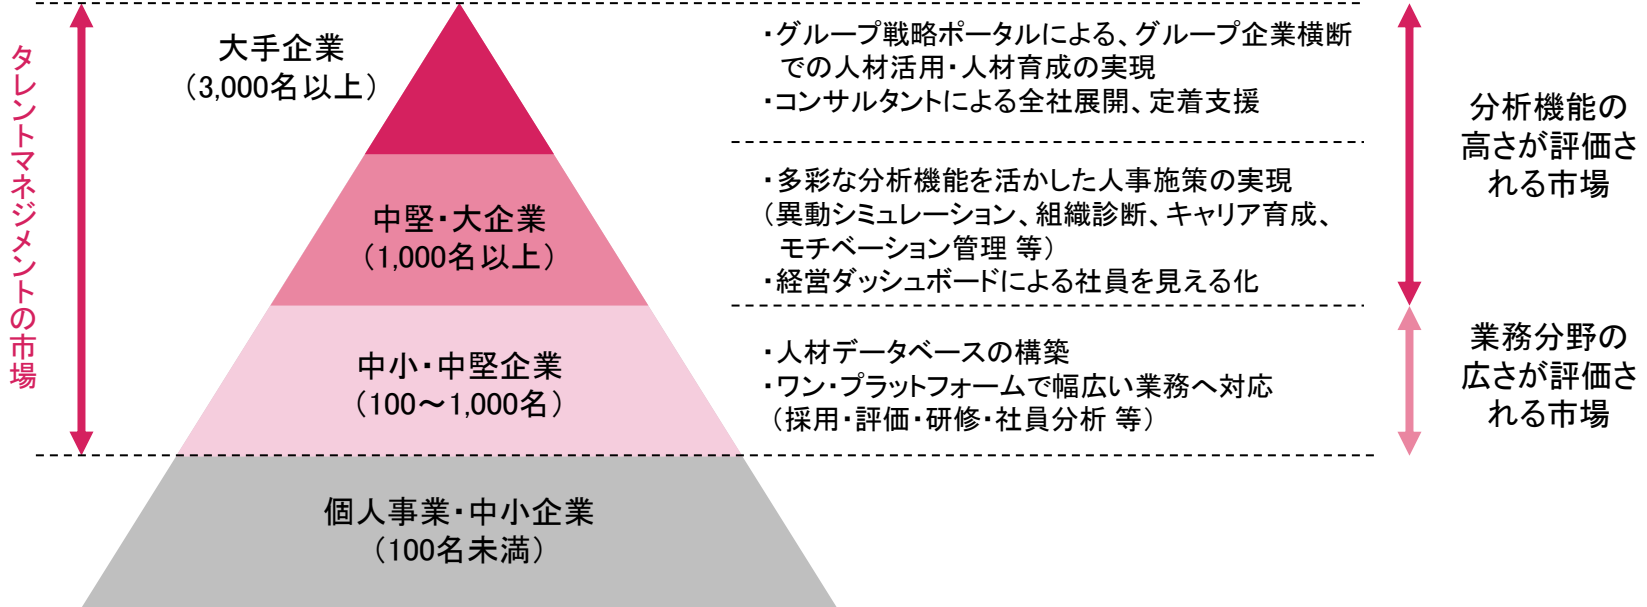 タレントマネジメントの市場
大手企業
（3,000名以上）
中堅・大企業
（1,000名以上）
中小・中堅企業
（100～1,000名）
個人事業・中小企業
（100名未満）
・グループ戦略ポータルによる、グループ企業横断
での人材活用・人材育成の実現
・コンサルタントによる全社展開、定着支援
・多彩な分析機能を活かした人事施策の実現
（異動シミュレーション、組織診断、キャリア育成、
モチベーション管理 等）
・経営ダッシュボードによる社員を見える化
・人材データベースの構築
・ワン・プラットフォームで幅広い業務へ対応
（採用・評価・研修・社員分析 等）
分析機能の
高さが評価さ
れる市場
業務分野の
広さが評価さ
れる市場